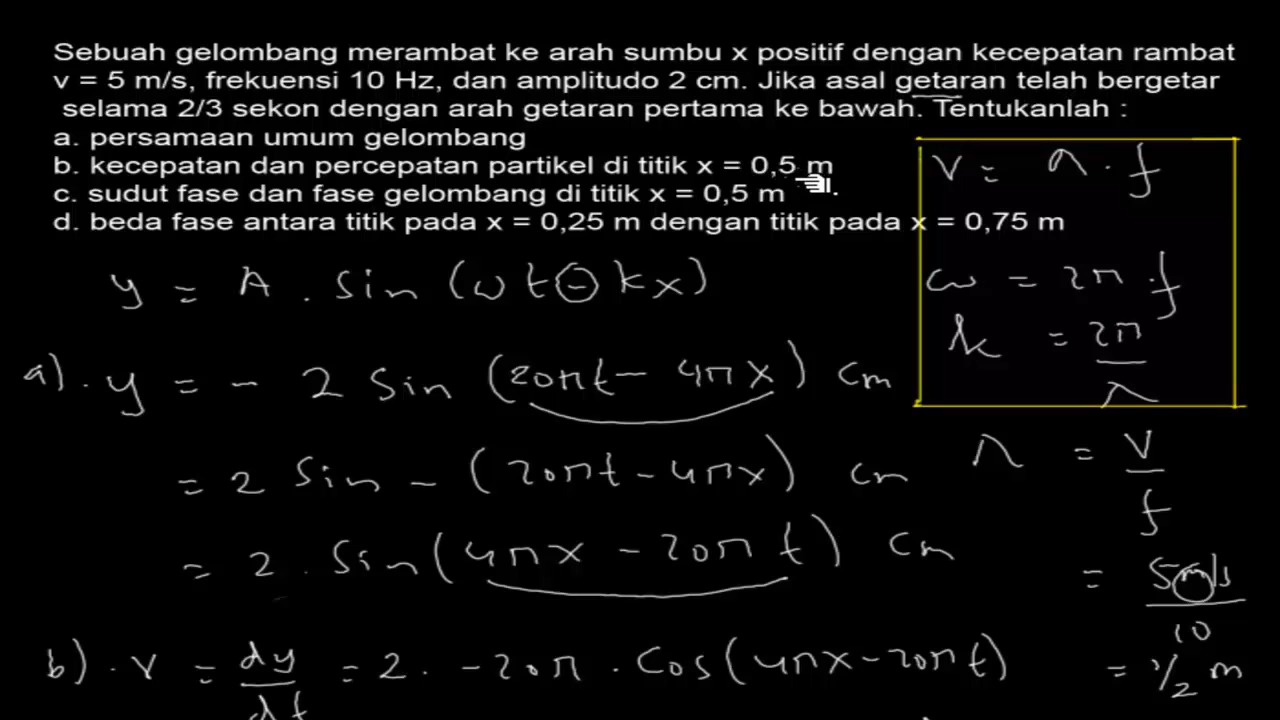 Sebuah gelombang merambat ke arah sumbu x positif dengan kecepatan rambat
v = 5 m/s, frekuensi 10 Hz, dan amplitudo 2 cm. Jika asal getaran telah bergetar
selama 2/3 sekon dengan arah getaran pertama ke bawah. Tentukanlah :
a. persamaan umum gelombang
b. kecepatan dan percepatan partikel di titik x = 0,5 m
c. sudut fase dan fase gelombang di titik x = 0,5 m
d. beda fase antara titik pada x = 0,25 m dengan titik pada x = 0,75 m
v = λ . f
ω = 2π . f
k = 2π / λ
y = A . sin (ωt ⊖ kx)
a). y = - 2 sin (20πt - 4πx) cm
= 2 sin - (20πt - 4πx) cm
= 2 . sin (4πx - 20πt) cm
λ = v / f
= 5 m/s / 10
= 1/2 m
b) . v = dy / dt = 2 . -20π . cos (4πx - 20πt)